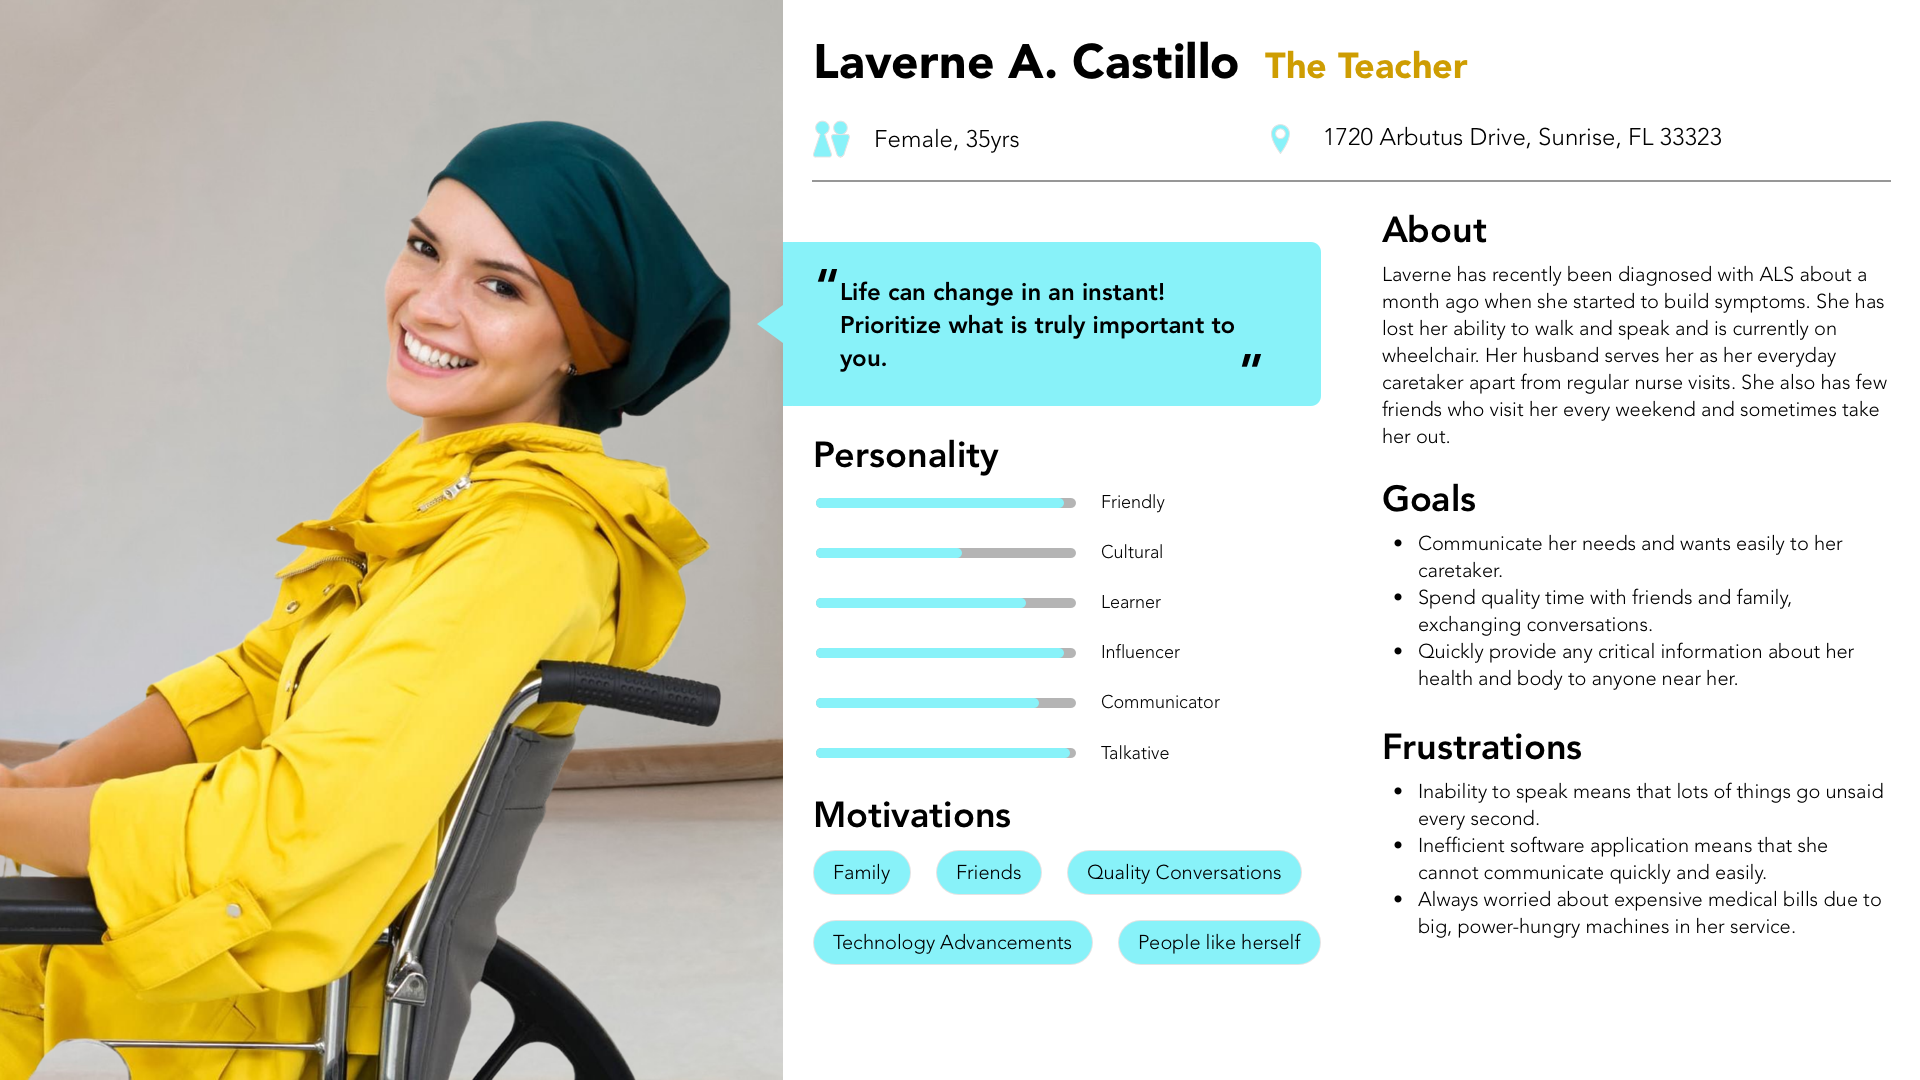 Laverne A. Castillo The Teacher
Female, 35yrs
1720 Arbutus Drive, Sunrise, FL 33323
"Life can change in an instant!
Prioritize what is truly important to
you."
Personality
Friendly
Cultural
Learner
Influencer
Communicator
Talkative
Motivations
Family Friends Quality Conversations
Technology Advancements People like herself
About
Laverne has recently been diagnosed with ALS about a
month ago when she started to build symptoms. She has
lost her ability to walk and speak and is currently on
wheelchair. Her husband serves her as her everyday
caretaker apart from regular nurse visits. She also has few
friends who visit her every weekend and sometimes take
her out.
Goals
• Communicate her needs and wants easily to her
caretaker.
• Spend quality time with friends and family,
exchanging conversations.
• Quickly provide any critical information about her
health and body to anyone near her.
Frustrations
• Inability to speak means that lots of things go unsaid
every second.
• Inefficient software application means that she
cannot communicate quickly and easily.
• Always worried about expensive medical bills due to
big, power-hungry machines in her service.